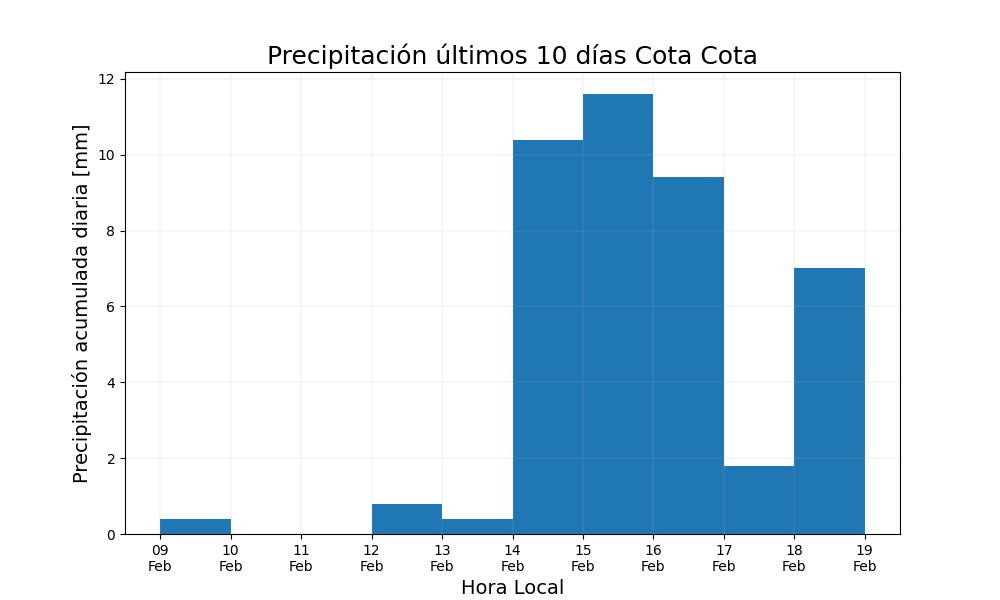 Precipitación últimos 10 días Cota Cota
Precipitación acumulada diaria [mm]
12
10
8
6
4
2
0
09 10 11 12 13 14 15 16 17 18 19
Feb Feb Feb Feb Feb Feb Feb Feb Feb Feb Feb
Hora Local